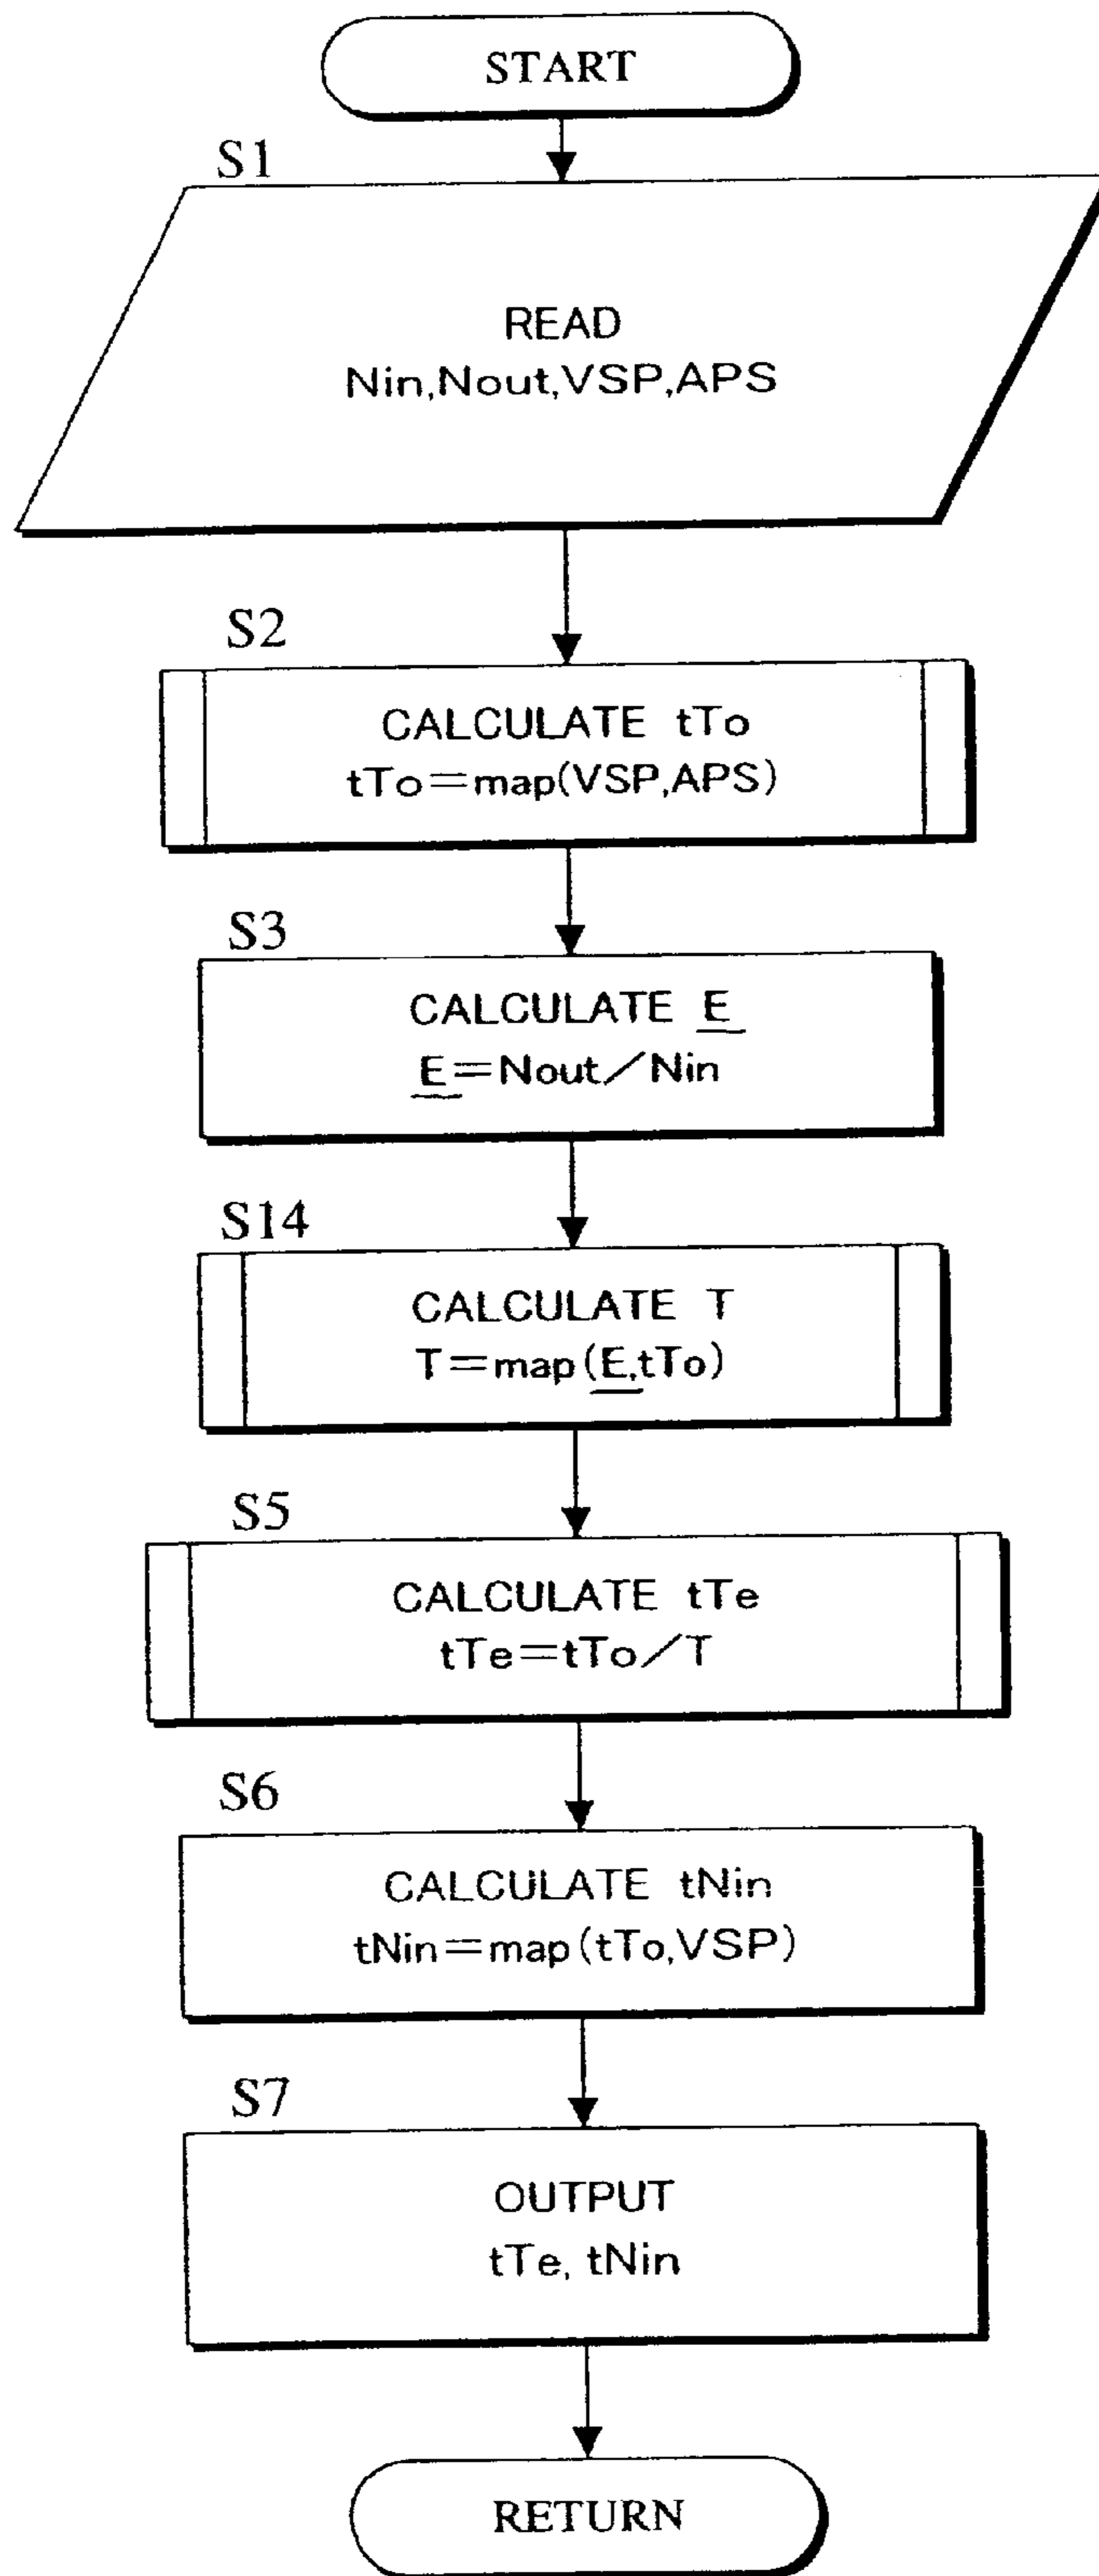 START
S1
READ
Nin,Nout,VSP,APS
S2
CALCULATE tTo
tTo=map(VSP,APS)
S3
CALCULATE E
E=Nout/Nin
S14
CALCULATE T
T=map(E,tTo)
S5
CALCULATE tTe
tTe=tTo/T
S6
CALCULATE tNin
tNin=map(tTo,VSP)
S7
OUTPUT
tTe, tNin
RETURN